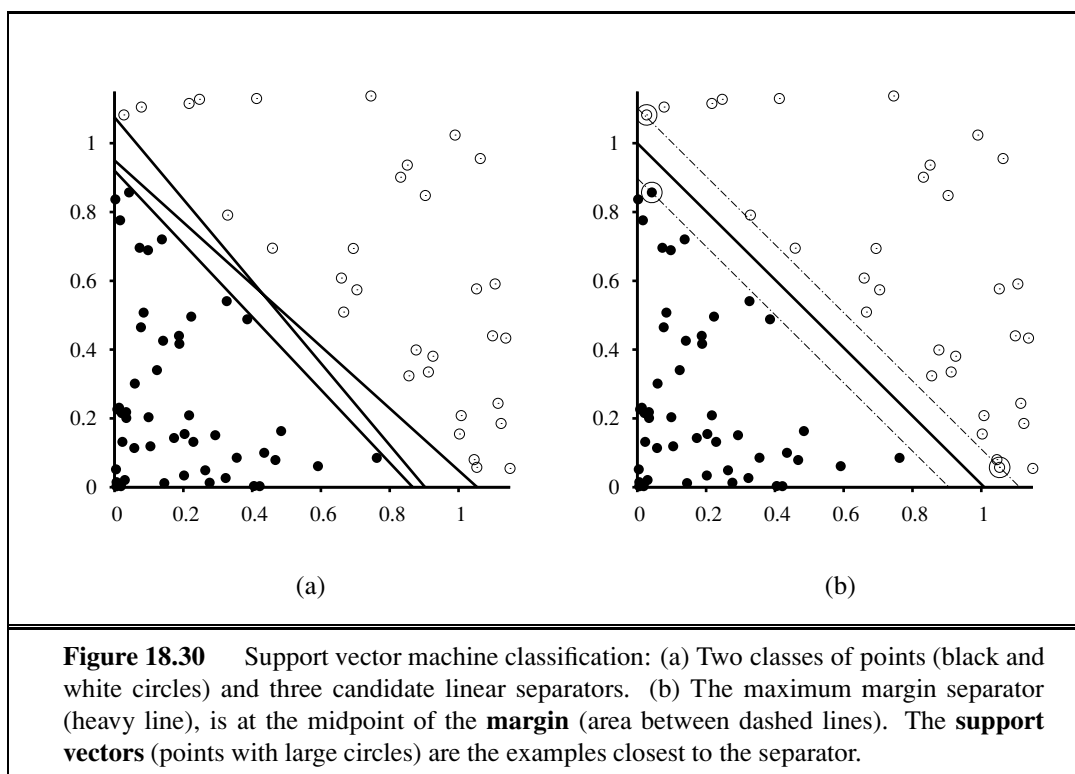 1
0.8
0.6
0.4
0.2
0
0 0.2 0.4 0.6 0.8 1
(a)
1
0.8
0.6
0.4
0.2
0
0 0.2 0.4 0.6 0.8 1
(b)
Figure 18.30 Support vector machine classification: (a) Two classes of points (black and
white circles) and three candidate linear separators. (b) The maximum margin separator
(heavy line), is at the midpoint of the margin (area between dashed lines). The support
vectors (points with large circles) are the examples closest to the separator.